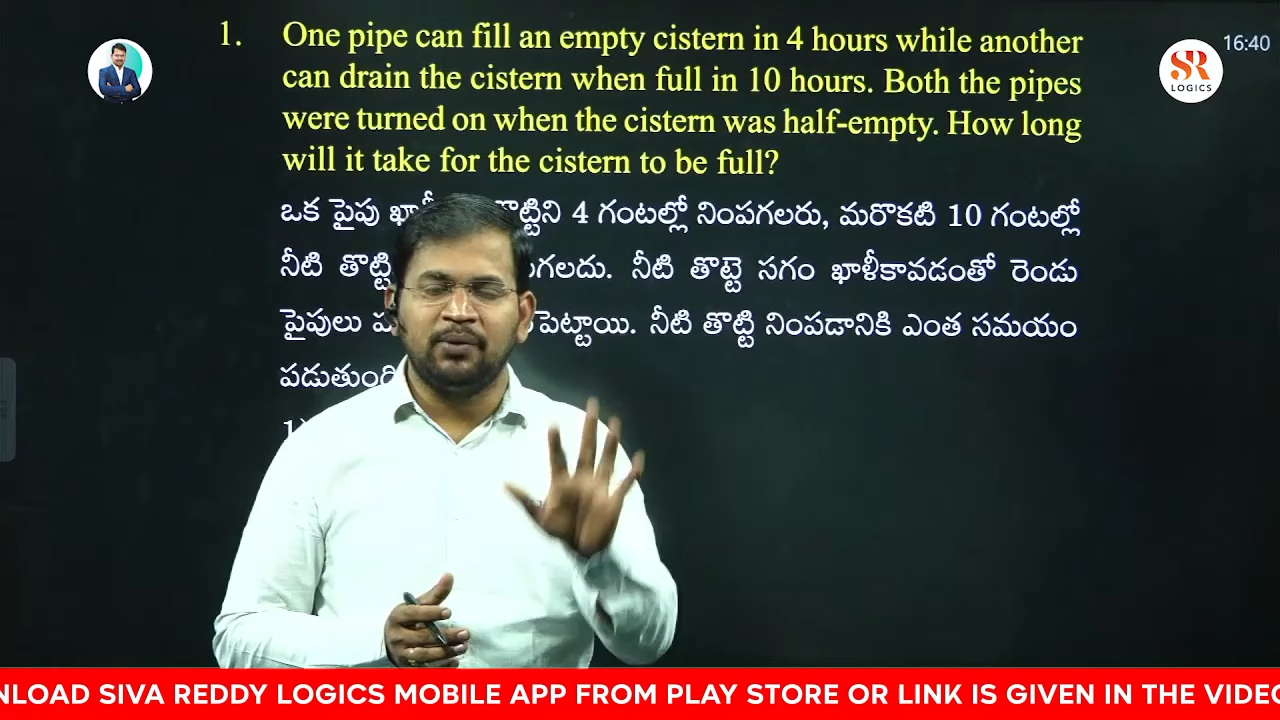 1. One pipe can fill an empty cistern in 4 hours while another
can drain the cistern when full in 10 hours. Both the pipes
were turned on when the cistern was half-empty. How long
will it take for the cistern to be full?
ఒక పైపు తొట్టిని 4 గంటల్లో నింపగలరు, మరొకటి 10 గంటల్లో
నీటి తొట్టి గలదు. నీటి తొట్టె సగం ఖాళీకావడంతో రెండు
పైపులు పెట్టాయి. నీటి తొట్టి నింపడానికి ఎంత సమయం
SR
LOGICS
16:40
NLOAD SIVA REDDY LOGICS MOBILE APP FROM PLAY STORE OR LINK IS GIVEN IN THE VIDEO